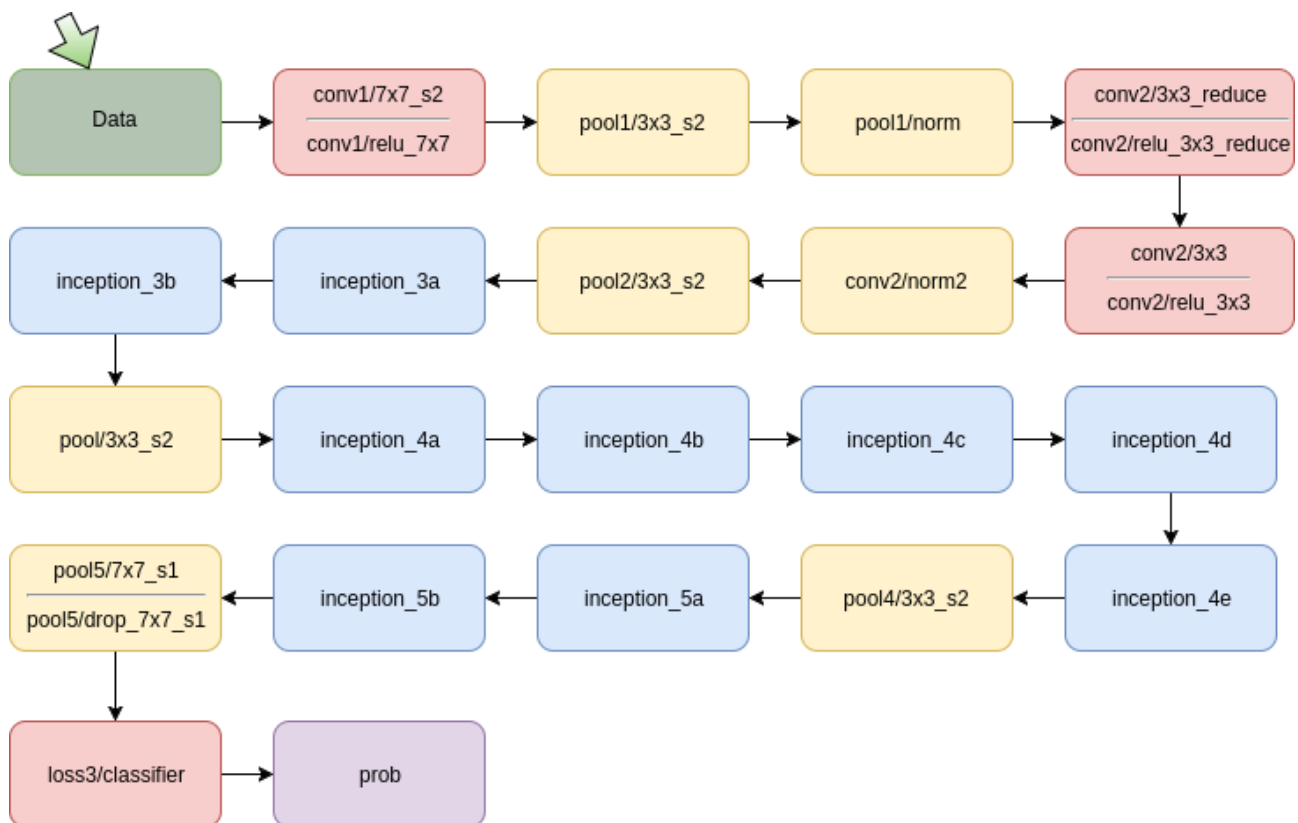 Data
conv1/7x7_s2
conv1/relu_7x7
pool1/3x3_s2
pool1/norm
conv2/3x3_reduce
conv2/relu_3x3_reduce
conv2/3x3
conv2/relu_3x3
conv2/norm2
pool2/3x3_s2
inception_3a
inception_3b
pool/3x3_s2
inception_4a
inception_4b
inception_4c
inception_4d
inception_4e
pool4/3x3_s2
inception_5a
inception_5b
pool5/7x7_s1
pool5/drop_7x7_s1
loss3/classifier
prob